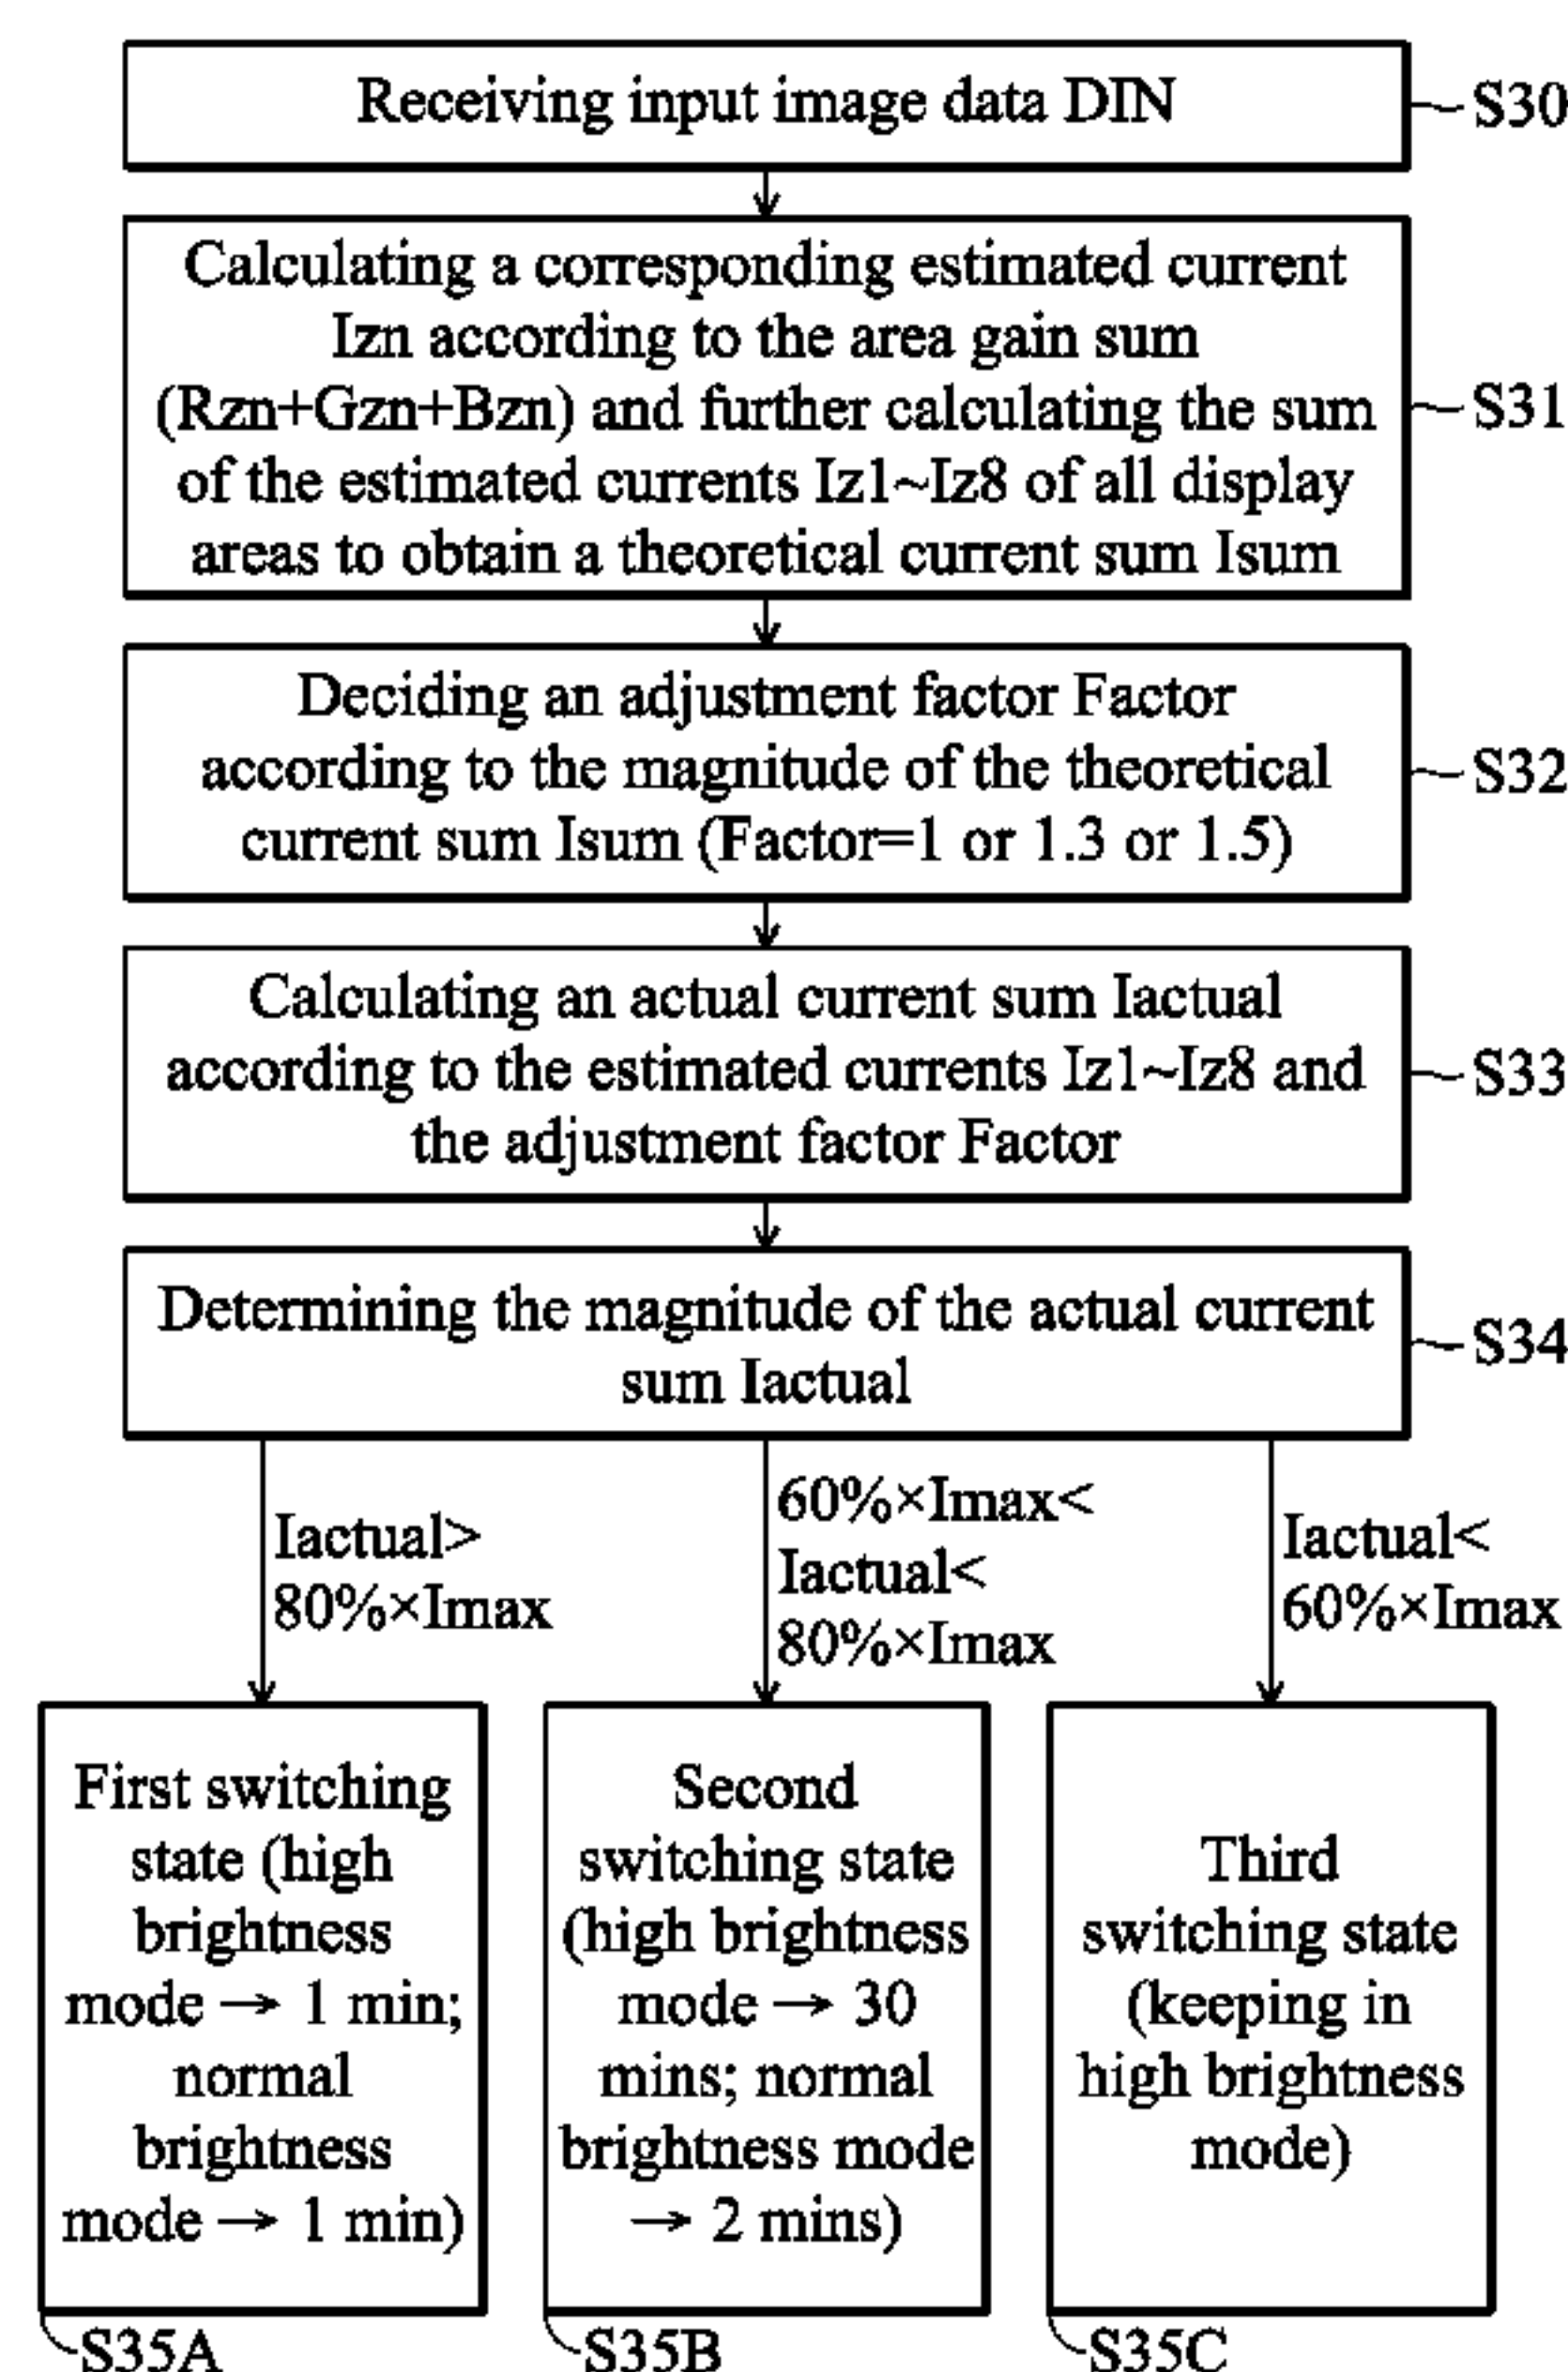 Receiving input image data DIN
S30
Calculating a corresponding estimated current
Izn according to the area gain sum
(Rzn+Gzn+Bzn) and further calculating the sum
of the estimated currents Iz1~Iz8 of all display
areas to obtain a theoretical current sum Isum
S31
Deciding an adjustment factor Factor
according to the magnitude of the theoretical
current sum Isum (Factor=1 or 1.3 or 1.5)
S32
Calculating an actual current sum Iactual
according to the estimated currents Iz1~Iz8 and
the adjustment factor Factor
S33
Determining the magnitude of the actual current
sum Iactual
S34
Iactual>
80%×Imax
60%×Imax<
Iactual<
80%×Imax
Iactual<
60%×Imax
First switching
state (high
brightness
mode → 1 min;
normal
brightness
mode → 1 min)
S35A
Second
switching state
(high brightness
mode → 30
mins; normal
brightness mode
→ 2 mins)
S35B
Third
switching state
(keeping in
high brightness
mode)
S35C